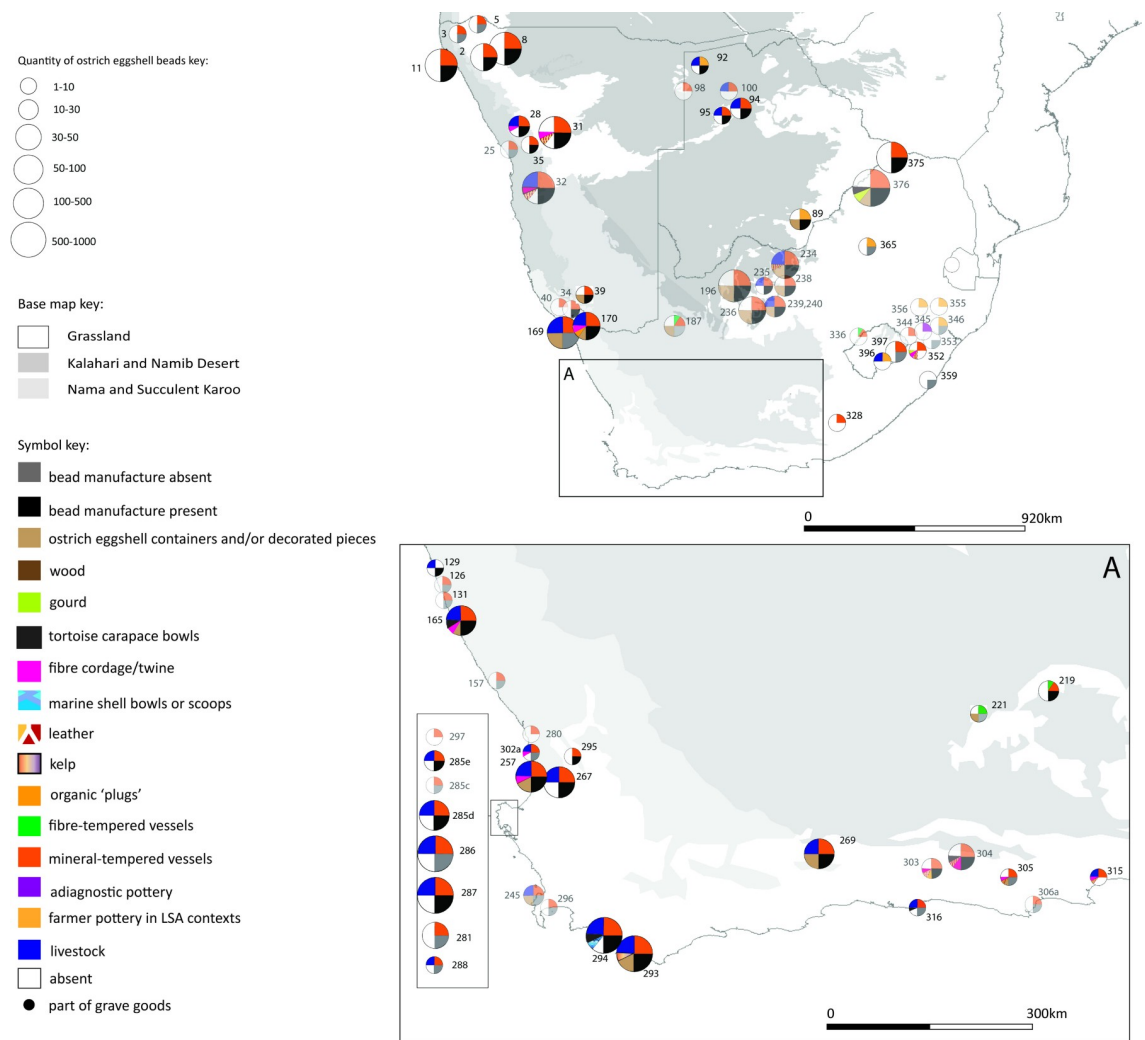 Quantity of ostrich eggshell beads key:
1-10
10-30
30-50
50-100
100-500
500-1000
Base map key:
Grassland
Kalahari and Namib Desert
Nama and Succulent Karoo
Symbol key:
bead manufacture absent
bead manufacture present
ostrich eggshell containers and/or decorated pieces
wood
gourd
tortoise carapace bowls
fibre cordage/twine
marine shell bowls or scoops
leather
kelp
organic ‘plugs’
fibre-tempered vessels
mineral-tempered vessels
adiagnostic pottery
farmer pottery in LSA contexts
livestock
absent
part of grave goods
5
3
2
8
11
92
98
100
94
95
28
31
25
35
32
375
376
89
365
234
235
238
196
236
239,240
187
39
34
40
170
169
356
355
346
345
344
336
397
353
396
352
359
328
A
0 920km
A
129
126
131
165
157
280
302a
295
257
267
297
285e
285c
285d
286
287
281
288
245
296
294
293
219
221
269
303
304
305
306a
315
316
0 300km